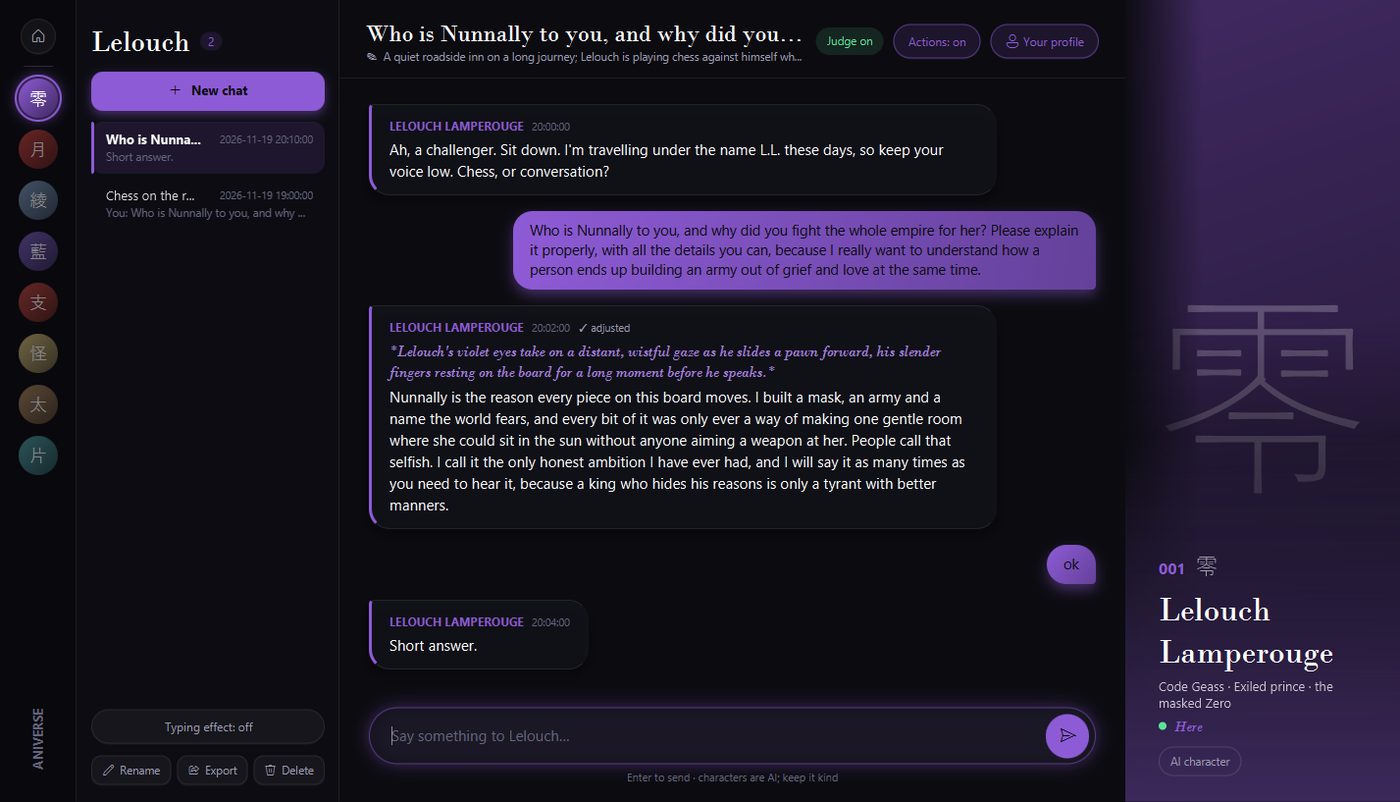 零
月
綾
藍
支
怪
太
片
ANIVERSE
Lelouch 2
+ New chat
Who is Nunna... 2026-11-19 20:10:00
Short answer.
Chess on the r... 2026-11-19 19:00:00
You: Who is Nunnally to you, and why ...
Typing effect: off
Rename Export Delete
Who is Nunnally to you, and why did you...
✎ A quiet roadside inn on a long journey; Lelouch is playing chess against himself wh...
Judge on Actions: on Your profile
LELOUCH LAMPEROUGE 20:00:00
Ah, a challenger. Sit down. I'm travelling under the name L.L. these days, so keep your
voice low. Chess, or conversation?
Who is Nunnally to you, and why did you fight the whole empire for her? Please explain
it properly, with all the details you can, because I really want to understand how a
person ends up building an army out of grief and love at the same time.
LELOUCH LAMPEROUGE 20:02:00 ✓ adjusted
*Lelouch's violet eyes take on a distant, wistful gaze as he slides a pawn forward, his slender
fingers resting on the board for a long moment before he speaks.*
Nunnally is the reason every piece on this board moves. I built a mask, an army and a
name the world fears, and every bit of it was only ever a way of making one gentle room
where she could sit in the sun without anyone aiming a weapon at her. People call that
selfish. I call it the only honest ambition I have ever had, and I will say it as many times as
you need to hear it, because a king who hides his reasons is only a tyrant with better
manners.
ok
LELOUCH LAMPEROUGE 20:04:00
Short answer.
Say something to Lelouch...
Enter to send · characters are AI; keep it kind
零
001 零
Lelouch
Lamperouge
Code Geass · Exiled prince · the
masked Zero
Here
AI character